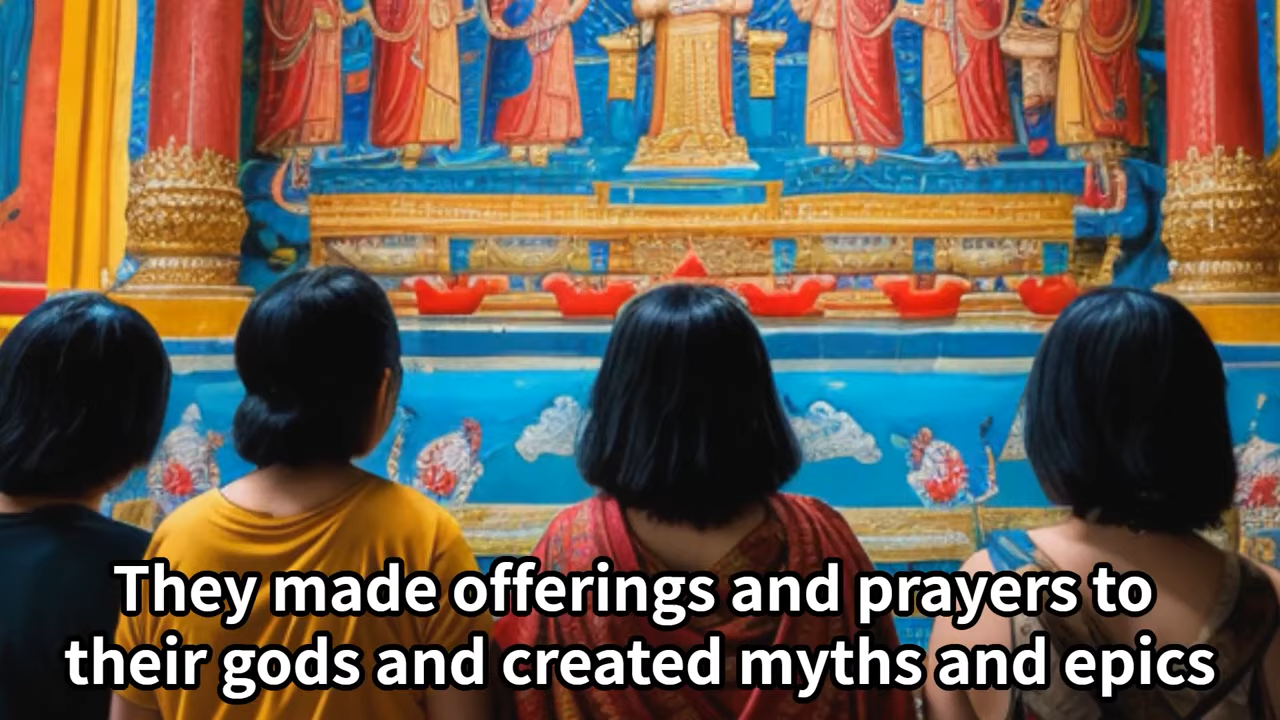 They made offerings and prayers to
their gods and created myths and epics